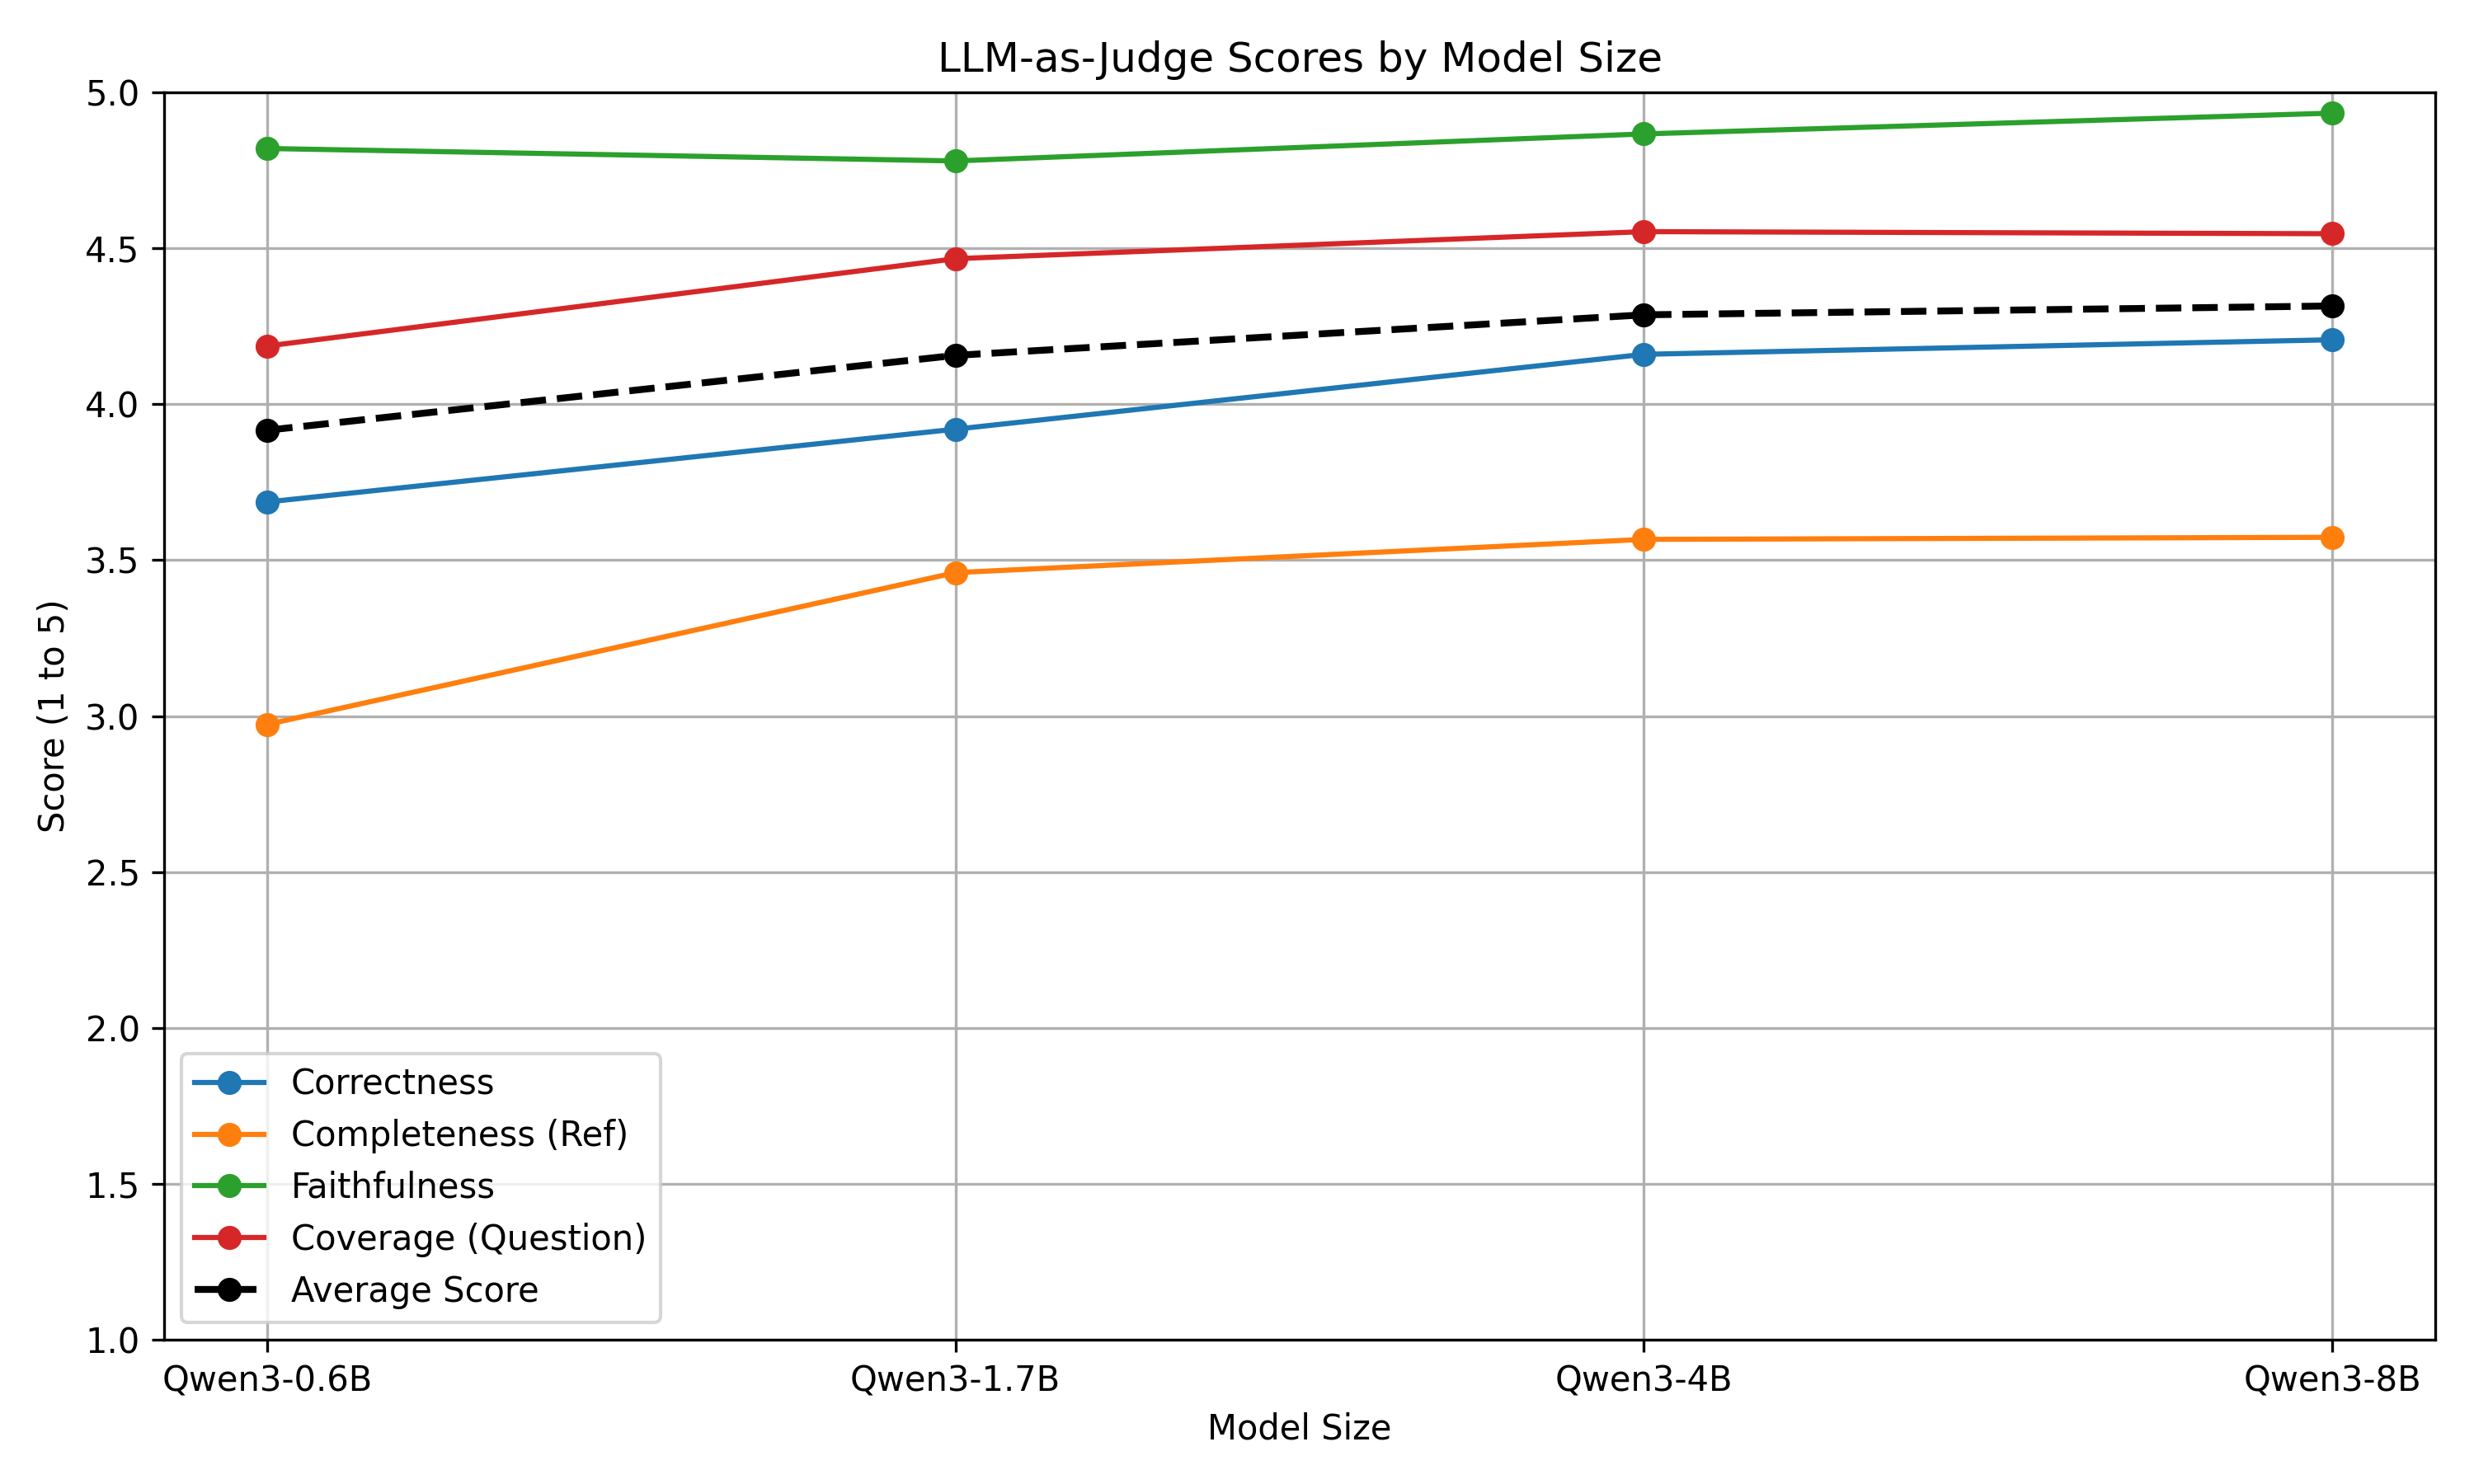 LLM-as-Judge Scores by Model Size
5.0
4.5
4.0
3.5
3.0
2.5
2.0
1.5
1.0
Score (1 to 5)
Correctness
Completeness (Ref)
Faithfulness
Coverage (Question)
Average Score
Qwen3-0.6B Qwen3-1.7B Qwen3-4B Qwen3-8B
Model Size